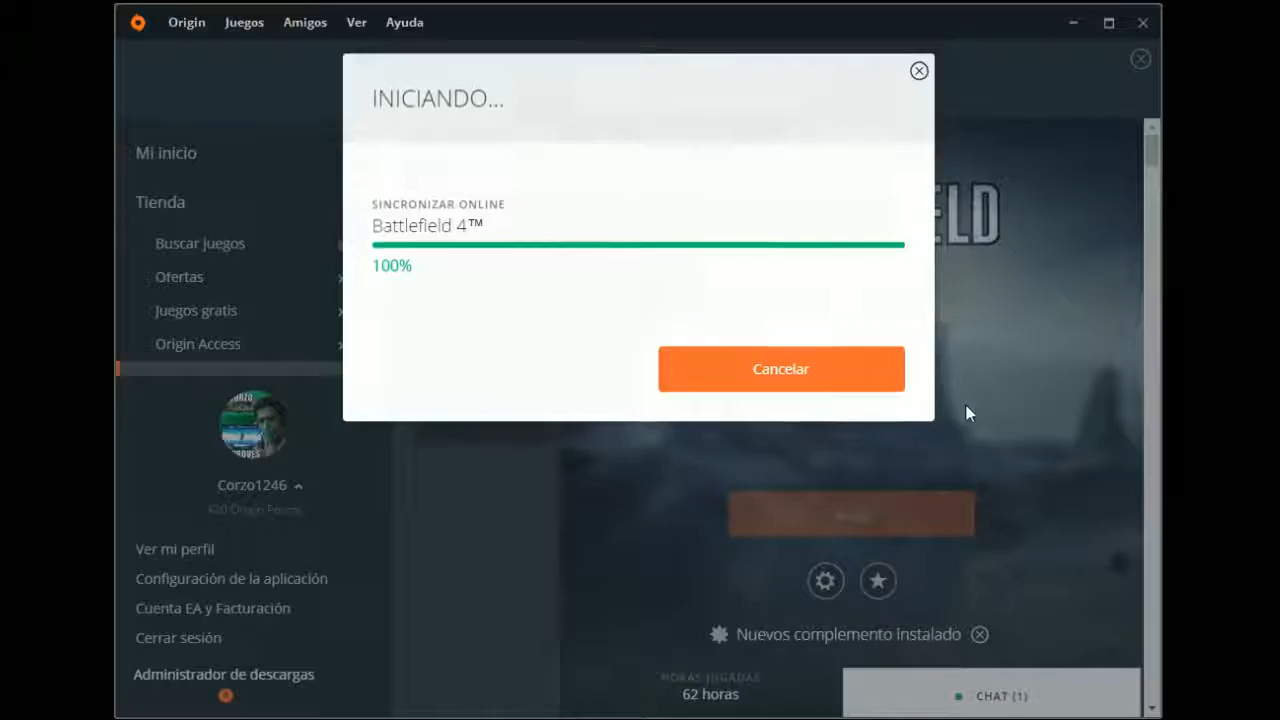 Origin Juegos Amigos Ver Ayuda
INICIANDO...
SINCRONIZAR ONLINE
Battlefield 4™
100%
Cancelar
Mi inicio
Tienda
Buscar juegos
Ofertas
Juegos gratis
Origin Access
ELD
Corzo1246
Ver mi perfil
Configuración de la aplicación
Cuenta EA y Facturación
Cerrar sesión
Administrador de descargas
Nuevos complemento instalado
HORAS JUGADAS
62 horas
CHAT (1)